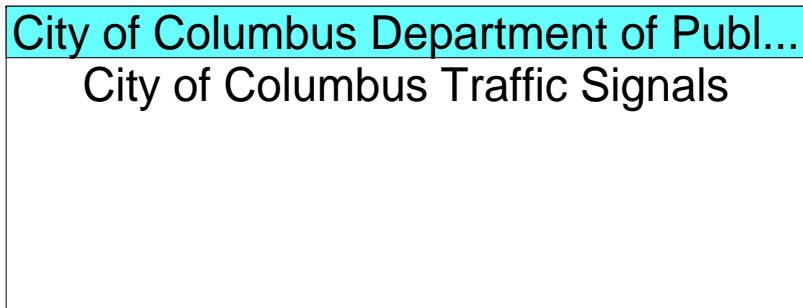 City of Columbus Department of Publ...
City of Columbus Traffic Signals